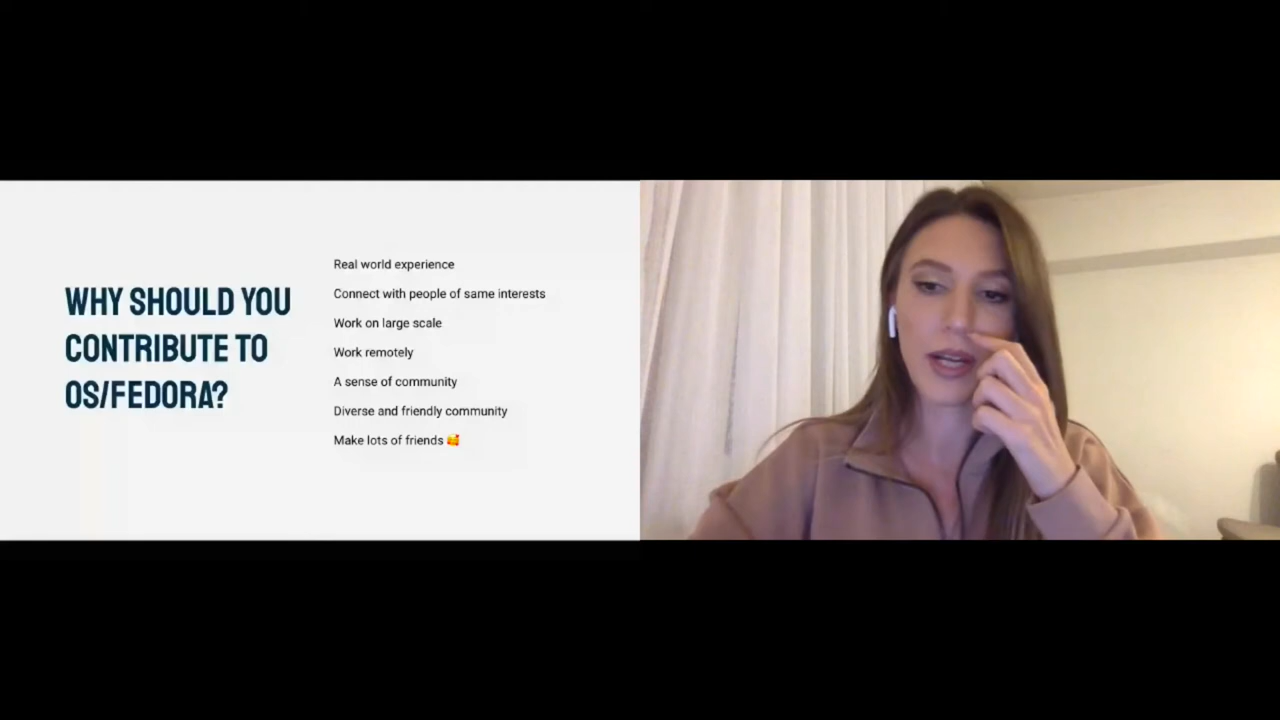 WHY SHOULD YOU
CONTRIBUTE TO
OS/FEDORA?
Real world experience
Connect with people of same interests
Work on large scale
Work remotely
A sense of community
Diverse and friendly community
Make lots of friends 🥰